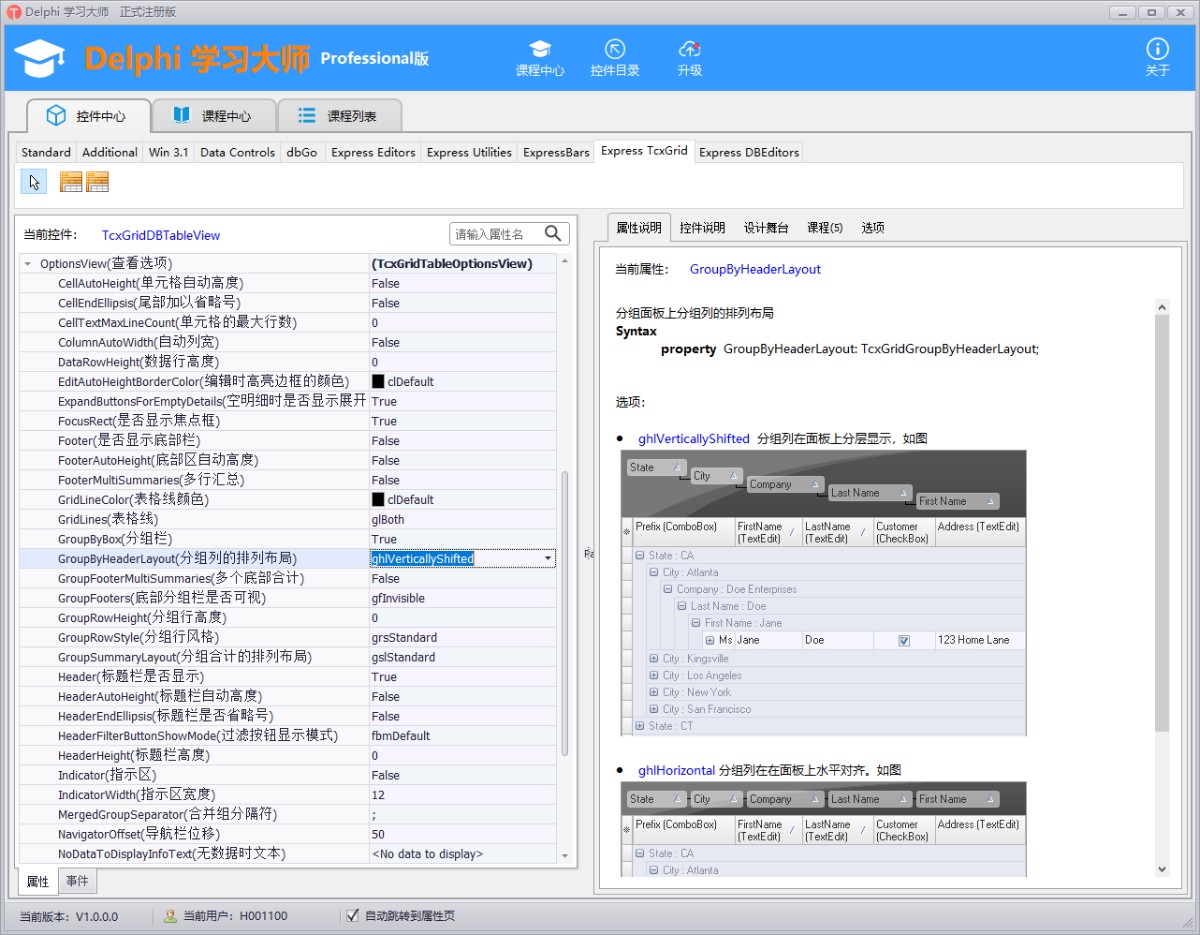 Delphi 学习大师 正式注册版
Delphi 学习大师 Professional版
课程中心 控件目录 升级 关于
控件中心 课程中心 课程列表
Standard Additional Win 3.1 Data Controls dbGo Express Editors Express Utilities ExpressBars Express TcxGrid Express DBEditors
当前控件: TcxGridDBTableView 请输入属性名
OptionsView(查看选项) (TcxGridTableOptionsView)
CellAutoHeight(单元格自动高度) False
CellEndEllipsis(尾部加以省略号) False
CellTextMaxLineCount(单元格的最大行数) 0
ColumnAutoWidth(自动列宽) False
DataRowHeight(数据行高度) 0
EditAutoHeightBorderColor(编辑时高亮边框的颜色) clDefault
ExpandButtonsForEmptyDetails(空明细时是否显示展开 True
FocusRect(是否显示焦点框) True
Footer(是否显示底部栏) False
FooterAutoHeight(底部区自动高度) False
FooterMultiSummaries(多行汇总) False
GridLineColor(表格线颜色) clDefault
GridLines(表格线) glBoth
GroupByBox(分组栏) True
GroupByHeaderLayout(分组列的排列布局) ghlVerticallyShifted
GroupFooterMultiSummaries(多个底部合计) False
GroupFooters(底部分组栏是否可视) gfInvisible
GroupRowHeight(分组行高度) 0
GroupRowStyle(分组行风格) grsStandard
GroupSummaryLayout(分组合计的排列布局) gslStandard
Header(标题栏是否显示) True
HeaderAutoHeight(标题栏自动高度) False
HeaderEndEllipsis(标题栏是否省略号) False
HeaderFilterButtonShowMode(过滤按钮显示模式) fbmDefault
HeaderHeight(标题栏高度) 0
Indicator(指示区) False
IndicatorWidth(指示区宽度) 12
MergedGroupSeparator(合并组分隔符) ;
NavigatorOffset(导航栏位移) 50
NoDataToDisplayInfoText(无数据时文本) <No data to display>
属性 事件
属性说明 控件说明 设计舞台 课程(5) 选项
当前属性: GroupByHeaderLayout
分组面板上分组列的排列布局
Syntax
property GroupByHeaderLayout: TcxGridGroupByHeaderLayout;
选项:
● ghlVerticallyShifted 分组列在面板上分层显示，如图
State
City
Company
Last Name
First Name
Prefix (ComboBox) FirstName (TextEdit) LastName (TextEdit) Customer (CheckBox) Address (TextEdit)
State : CA
City : Atlanta
Company : Doe Enterprises
Last Name : Doe
First Name : Jane
Ms Jane Doe 123 Home Lane
City : Kingsville
City : Los Angeles
City : New York
City : San Francisco
State : CT
● ghlHorizontal 分组列在在面板上水平对齐。如图
State City Company Last Name First Name
Prefix (ComboBox) FirstName (TextEdit) LastName (TextEdit) Customer (CheckBox) Address (TextEdit)
State : CA
City : Atlanta
当前版本: V1.0.0.0 当前用户: H001100 自动跳转到属性页